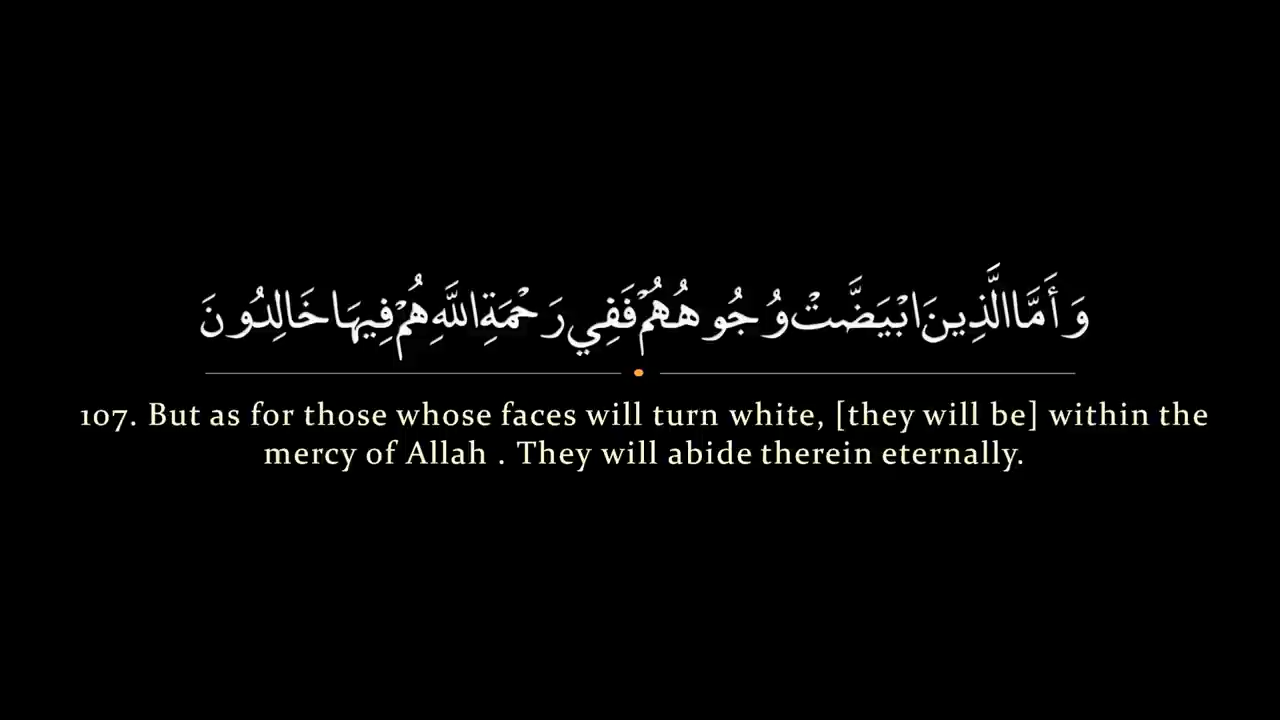 وَأَمَّا الَّذِينَ ابْيَضَّتْ وُجُوهُهُمْ فَفِي رَحْمَةِ اللَّهِ هُمْ فِيهَا خَالِدُونَ
107. But as for those whose faces will turn white, [they will be] within the
mercy of Allah . They will abide therein eternally.